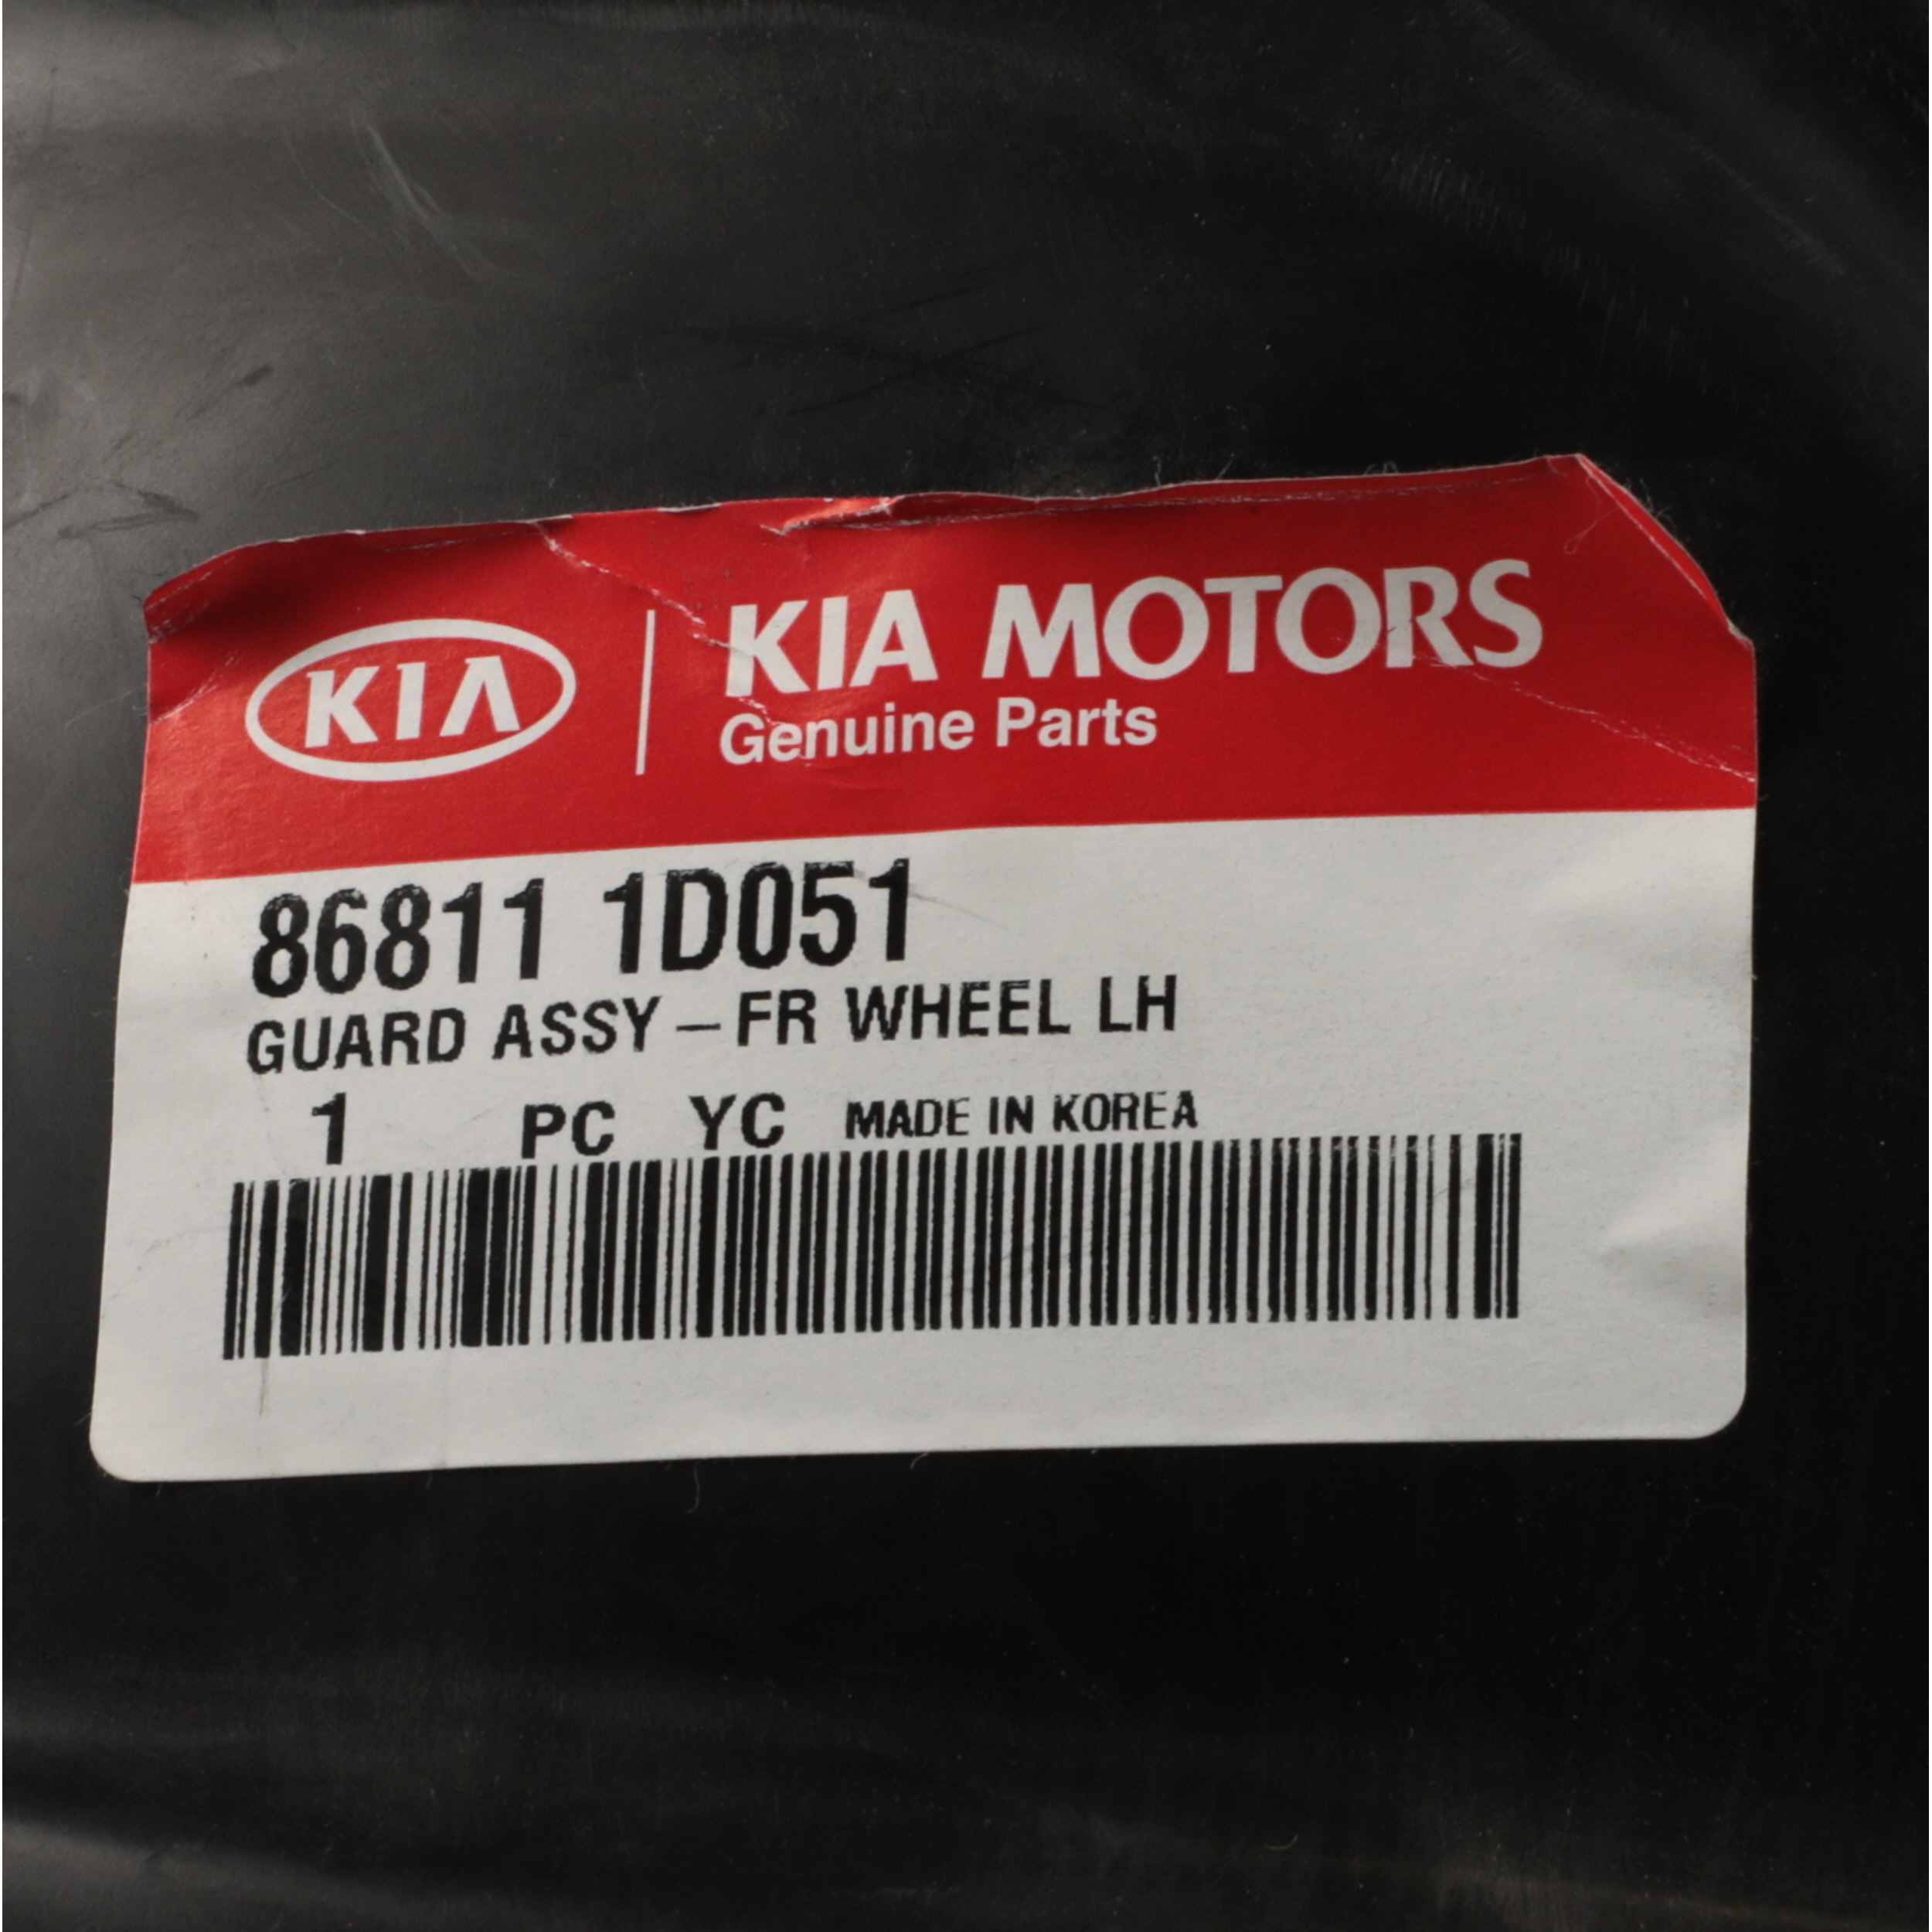 KIA
KIA MOTORS
Genuine Parts
86811 1D051
GUARD ASSY – FR WHEEL LH
1 PC YC MADE IN KOREA